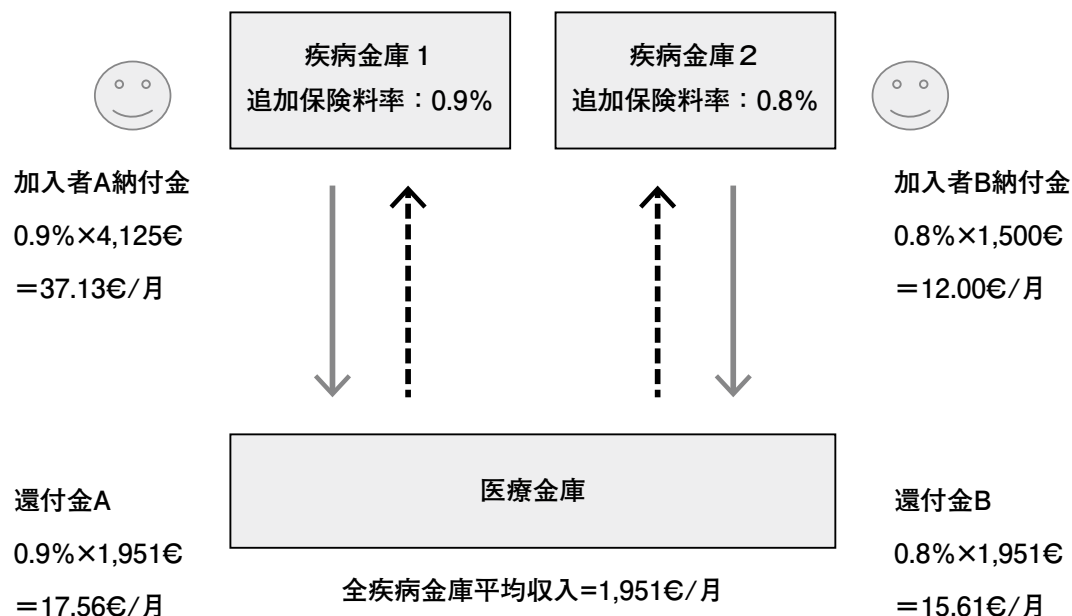 疾病金庫1
追加保険料率：0.9%
疾病金庫2
追加保険料率：0.8%
加入者A納付金
0.9%×4,125€
＝37.13€/月
加入者B納付金
0.8%×1,500€
＝12.00€/月
医療金庫
還付金A
0.9%×1,951€
＝17.56€/月
還付金B
0.8%×1,951€
＝15.61€/月
全疾病金庫平均収入=1,951€/月